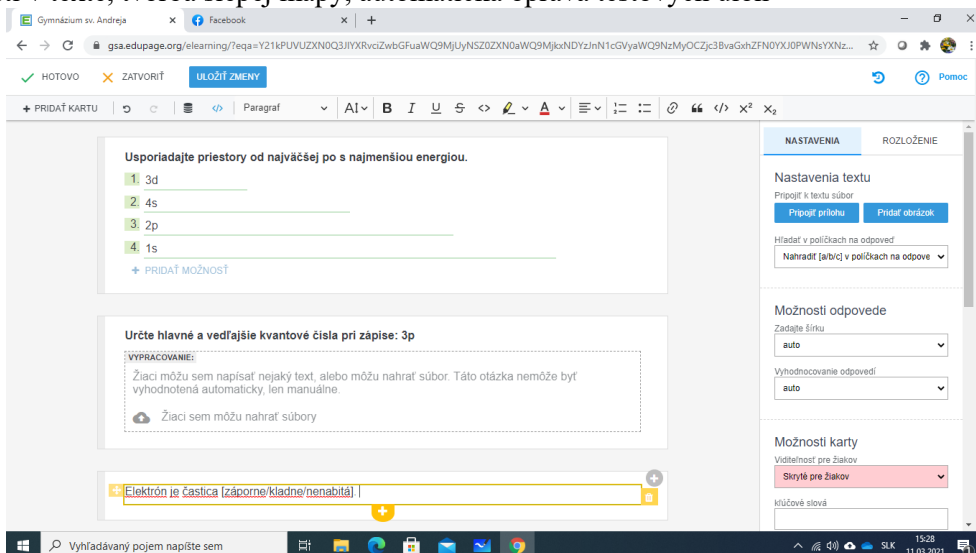 Gymnázium sv. Andreja
Facebook
HOTOVO
ZATVORIŤ
ULOŽIŤ ZMENY
Pomoc
PRIDAŤ KARTU
Paragraf
AI
B I U S
NASTAVENIA
ROZLOŽENIE
Usporiadajte priestory od najväčšej po s najmenšiou energiou.
1. 3d
2. 4s
3. 2p
4. 1s
+ PRIDAŤ MOŽNOSŤ
Určte hlavné a vedľajšie kvantové čísla pri zápise: 3p
VYPRACOVANIE:
Žiaci môžu sem napísať nejaký text, alebo môžu nahrať súbor. Táto otázka nemôže byť
vyhodnotená automaticky, len manuálne.
Žiaci sem môžu nahrať súbory
Elektrón je častica [záporne/kladne/nenabitá].
Nastavenia textu
Pripojiť k textu súbor
Pripojiť prílohu
Pridať obrázok
Hľadať v políčkach na odpoveď
Nahradiť [a/b/c] v políčkach na odpove
Možnosti odpovede
Zadajte šírku
auto
Vyhodnocovanie odpovedí
auto
Možnosti karty
Viditeľnosť pre žiakov
Skryté pre žiakov
kľúčové slová
Vyhľadávaný pojem napíšte sem
SLK
15:28
11.03.2021